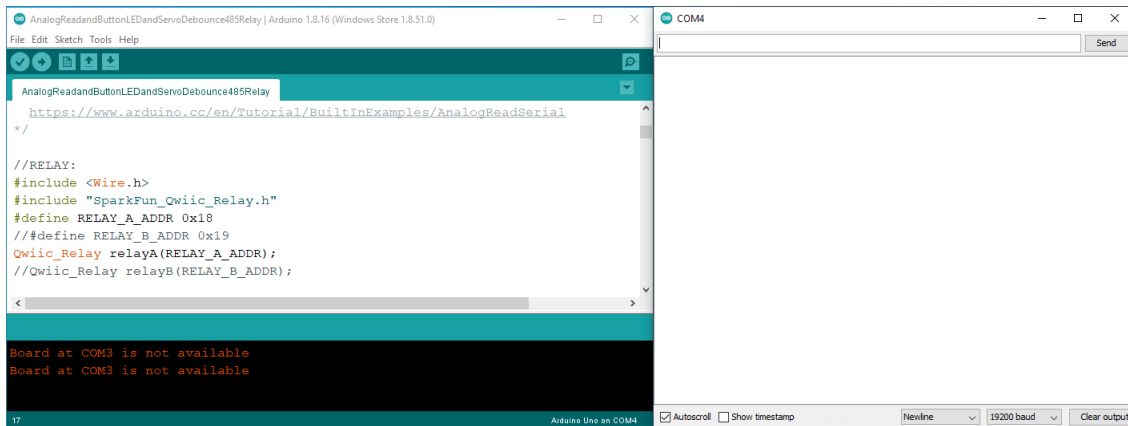 AnalogReadandButtonLEDandServoDebounce485Relay | Arduino 1.8.16 (Windows Store 1.8.51.0)
File Edit Sketch Tools Help
AnalogReadandButtonLEDandServoDebounce485Relay
https://www.arduino.cc/en/Tutorial/BuiltInExamples/AnalogReadSerial
*/
//RELAY:
#include <Wire.h>
#include "SparkFun_Qwiic_Relay.h"
#define RELAY_A_ADDR 0x18
//#define RELAY_B_ADDR 0x19
Qwiic_Relay relayA(RELAY_A_ADDR);
//Qwiic_Relay relayB(RELAY_B_ADDR);
Board at COM3 is not available
Board at COM3 is not available
17
Arduino Uno on COM4
COM4
Send
Autoscroll
Show timestamp
Newline
19200 baud
Clear output